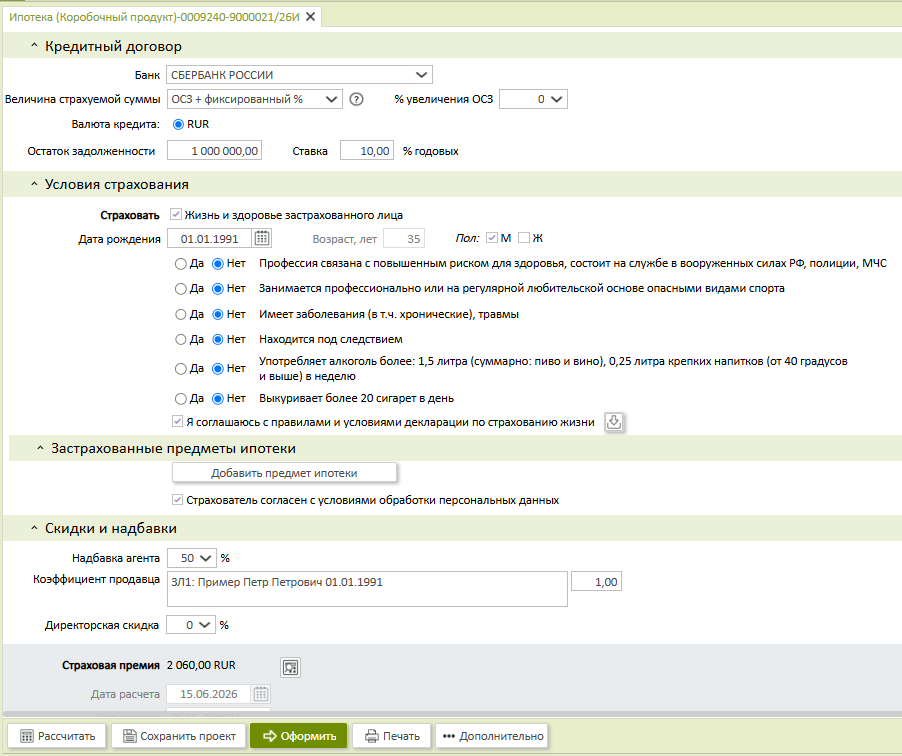 Ипотека (Коробочный продукт)-0009240-9000021/26И
Кредитный договор
Банк СБЕРБАНК РОССИИ
Величина страхуемой суммы ОСЗ + фиксированный % ? % увеличения ОСЗ 0
Валюта кредита: RUR
Остаток задолженности 1 000 000,00 Ставка 10,00 % годовых
Условия страхования
Страховать Жизнь и здоровье застрахованного лица
Дата рождения 01.01.1991 Возраст, лет 35 Пол: М Ж
Да Нет Профессия связана с повышенным риском для здоровья, состоит на службе в вооруженных силах РФ, полиции, МЧС
Да Нет Занимается профессионально или на регулярной любительской основе опасными видами спорта
Да Нет Имеет заболевания (в т.ч. хронические), травмы
Да Нет Находится под следствием
Да Нет Употребляет алкоголь более: 1,5 литра (суммарно: пиво и вино), 0,25 литра крепких напитков (от 40 градусов
и выше) в неделю
Да Нет Выкуривает более 20 сигарет в день
Я соглашаюсь с правилами и условиями декларации по страхованию жизни
Застрахованные предметы ипотеки
Добавить предмет ипотеки
Страхователь согласен с условиями обработки персональных данных
Скидки и надбавки
Надбавка агента 50 %
Коэффициент продавца ЗЛ1: Пример Петр Петрович 01.01.1991 1,00
Директорская скидка 0 %
Страховая премия 2 060,00 RUR
Дата расчета 15.06.2026
Рассчитать Сохранить проект Оформить Печать Дополнительно